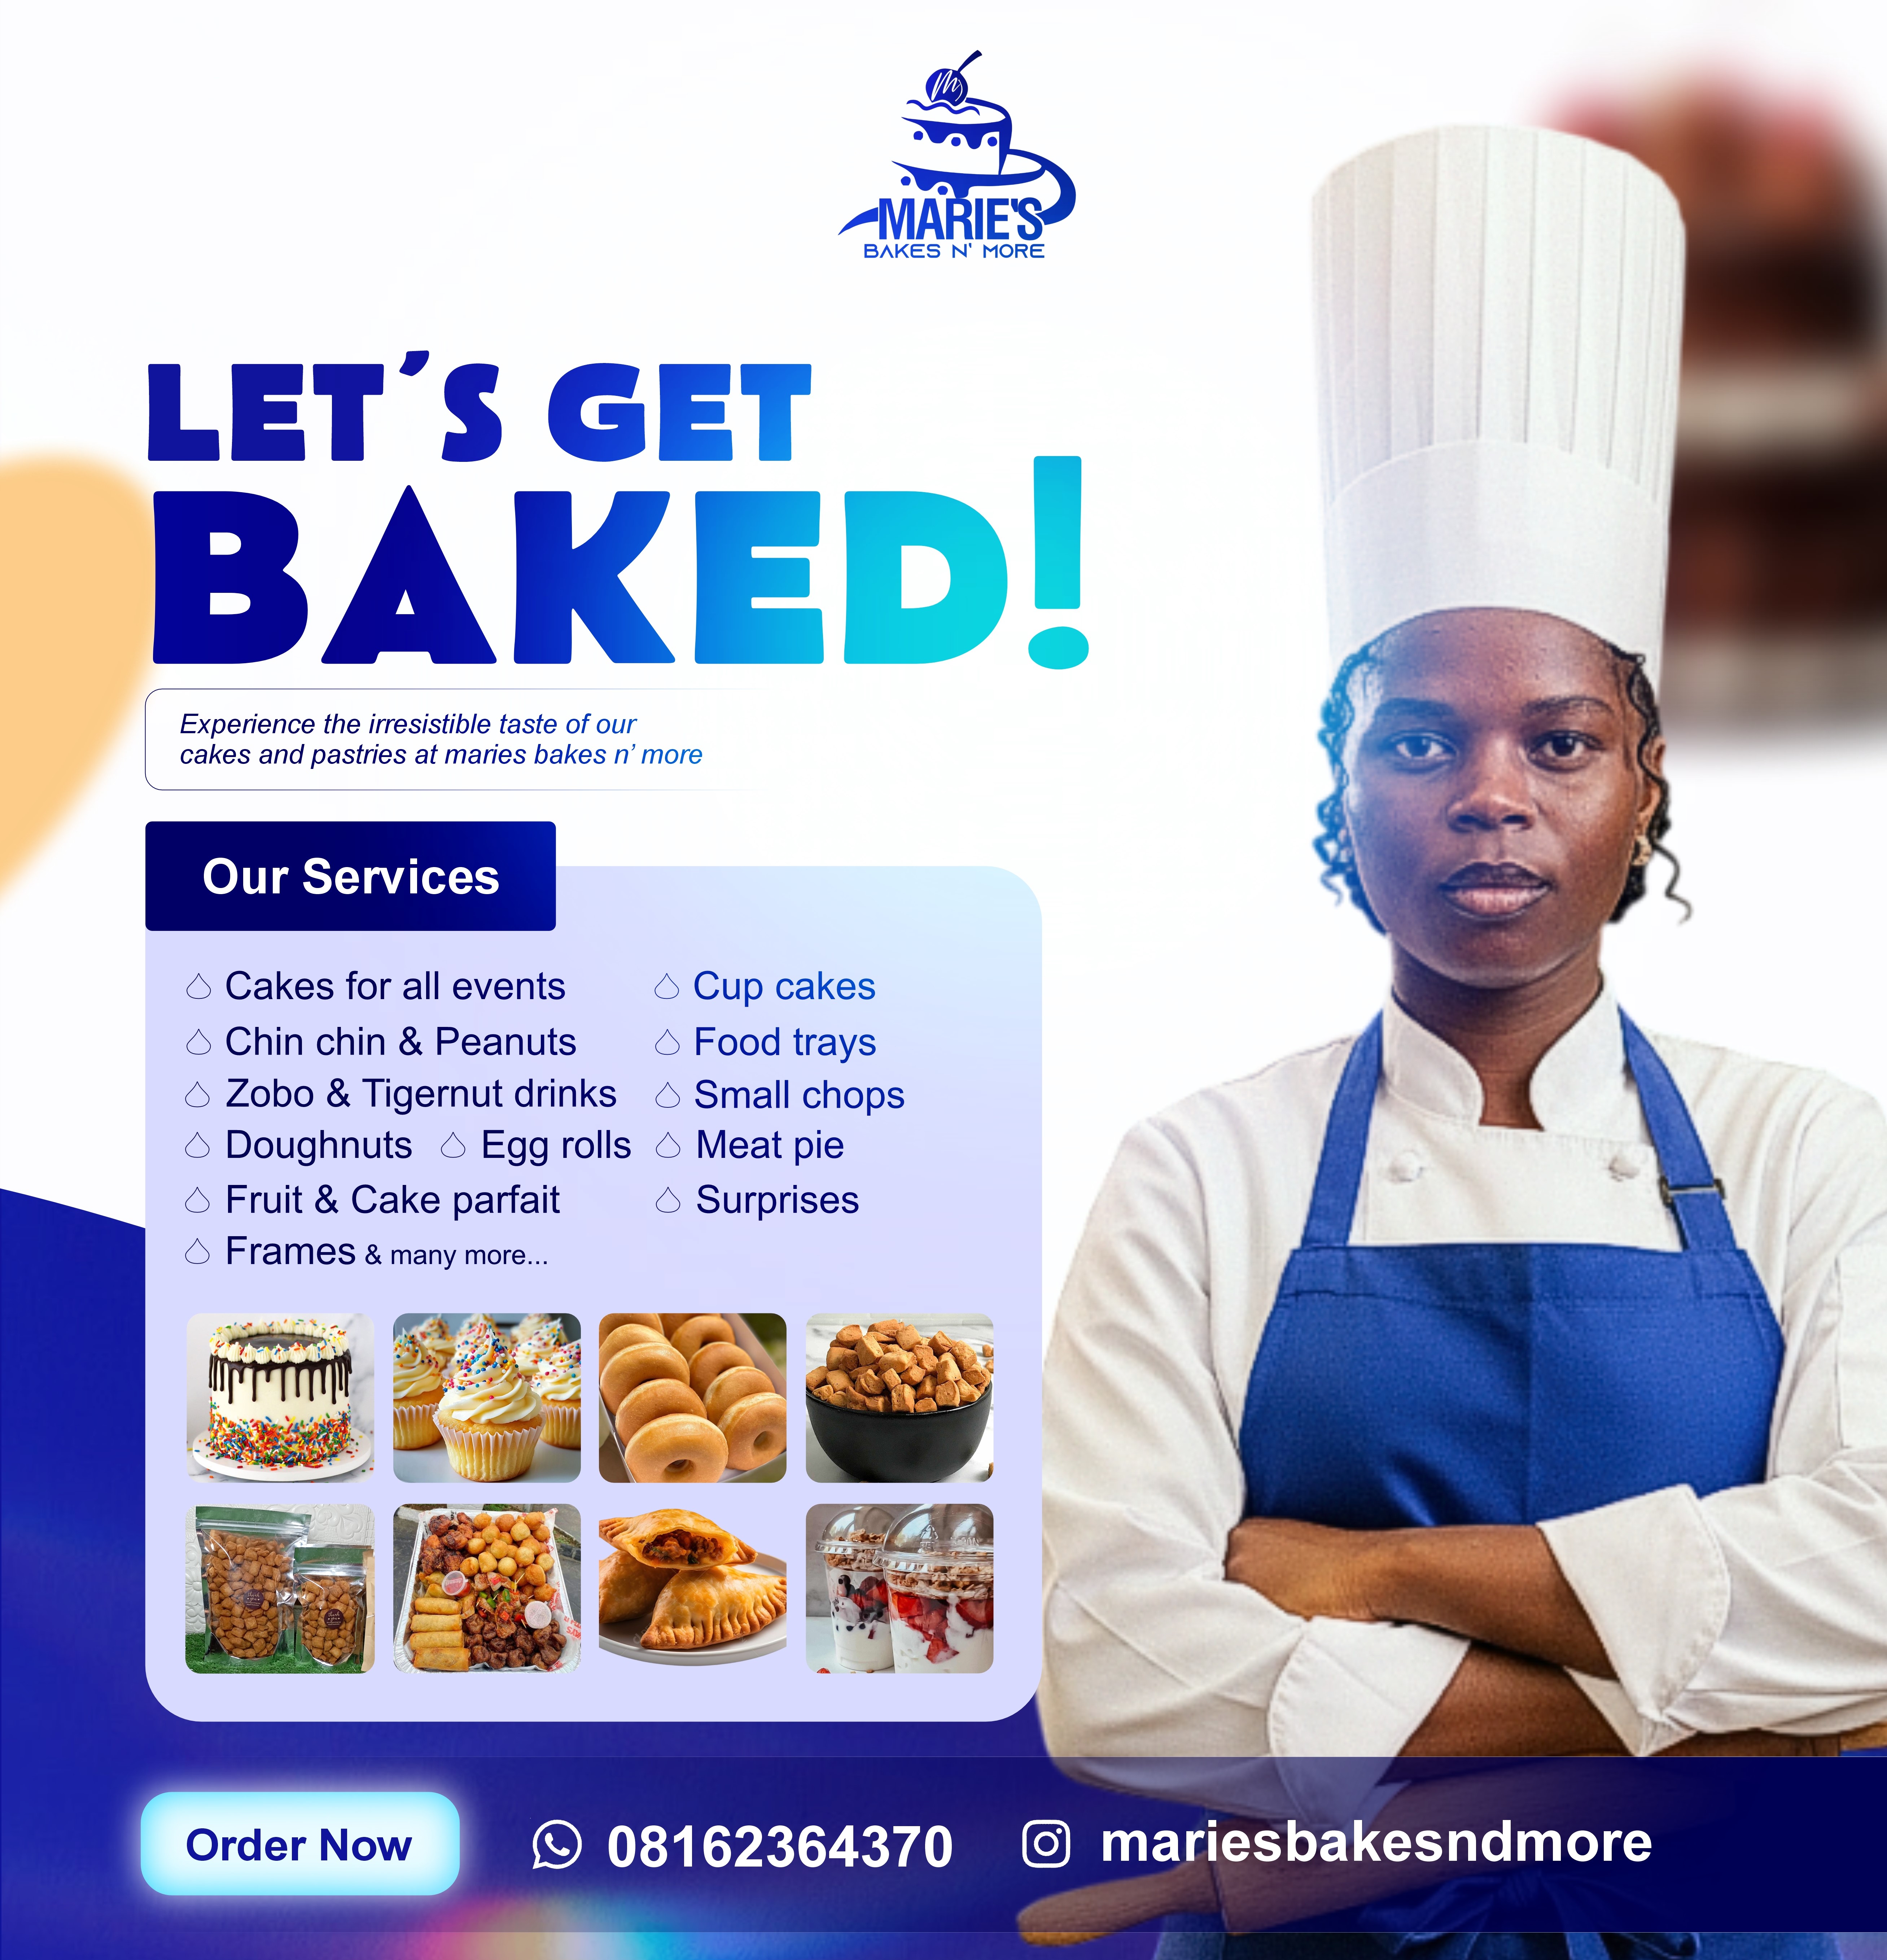 MARIE'S
BAKES N' MORE
LET'S GET
BAKED!
Experience the irresistible taste of our
cakes and pastries at maries bakes n' more
Our Services
Cakes for all events
Cup cakes
Chin chin & Peanuts
Food trays
Zobo & Tigernut drinks
Small chops
Doughnuts
Egg rolls
Meat pie
Fruit & Cake parfait
Surprises
Frames & many more...
Order Now
08162364370
mariesbakesndmore